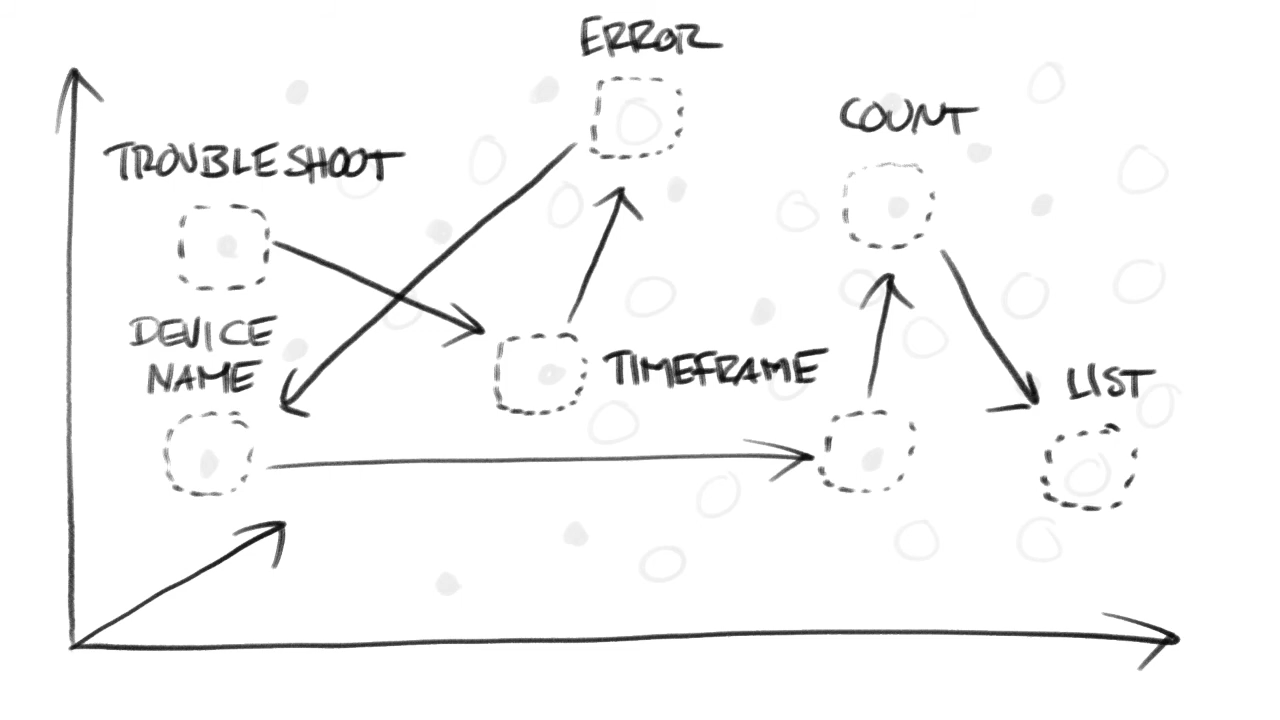 ERROR
COUNT
TROUBLESHOOT
DEVICE
NAME
TIMEFRAME
LIST